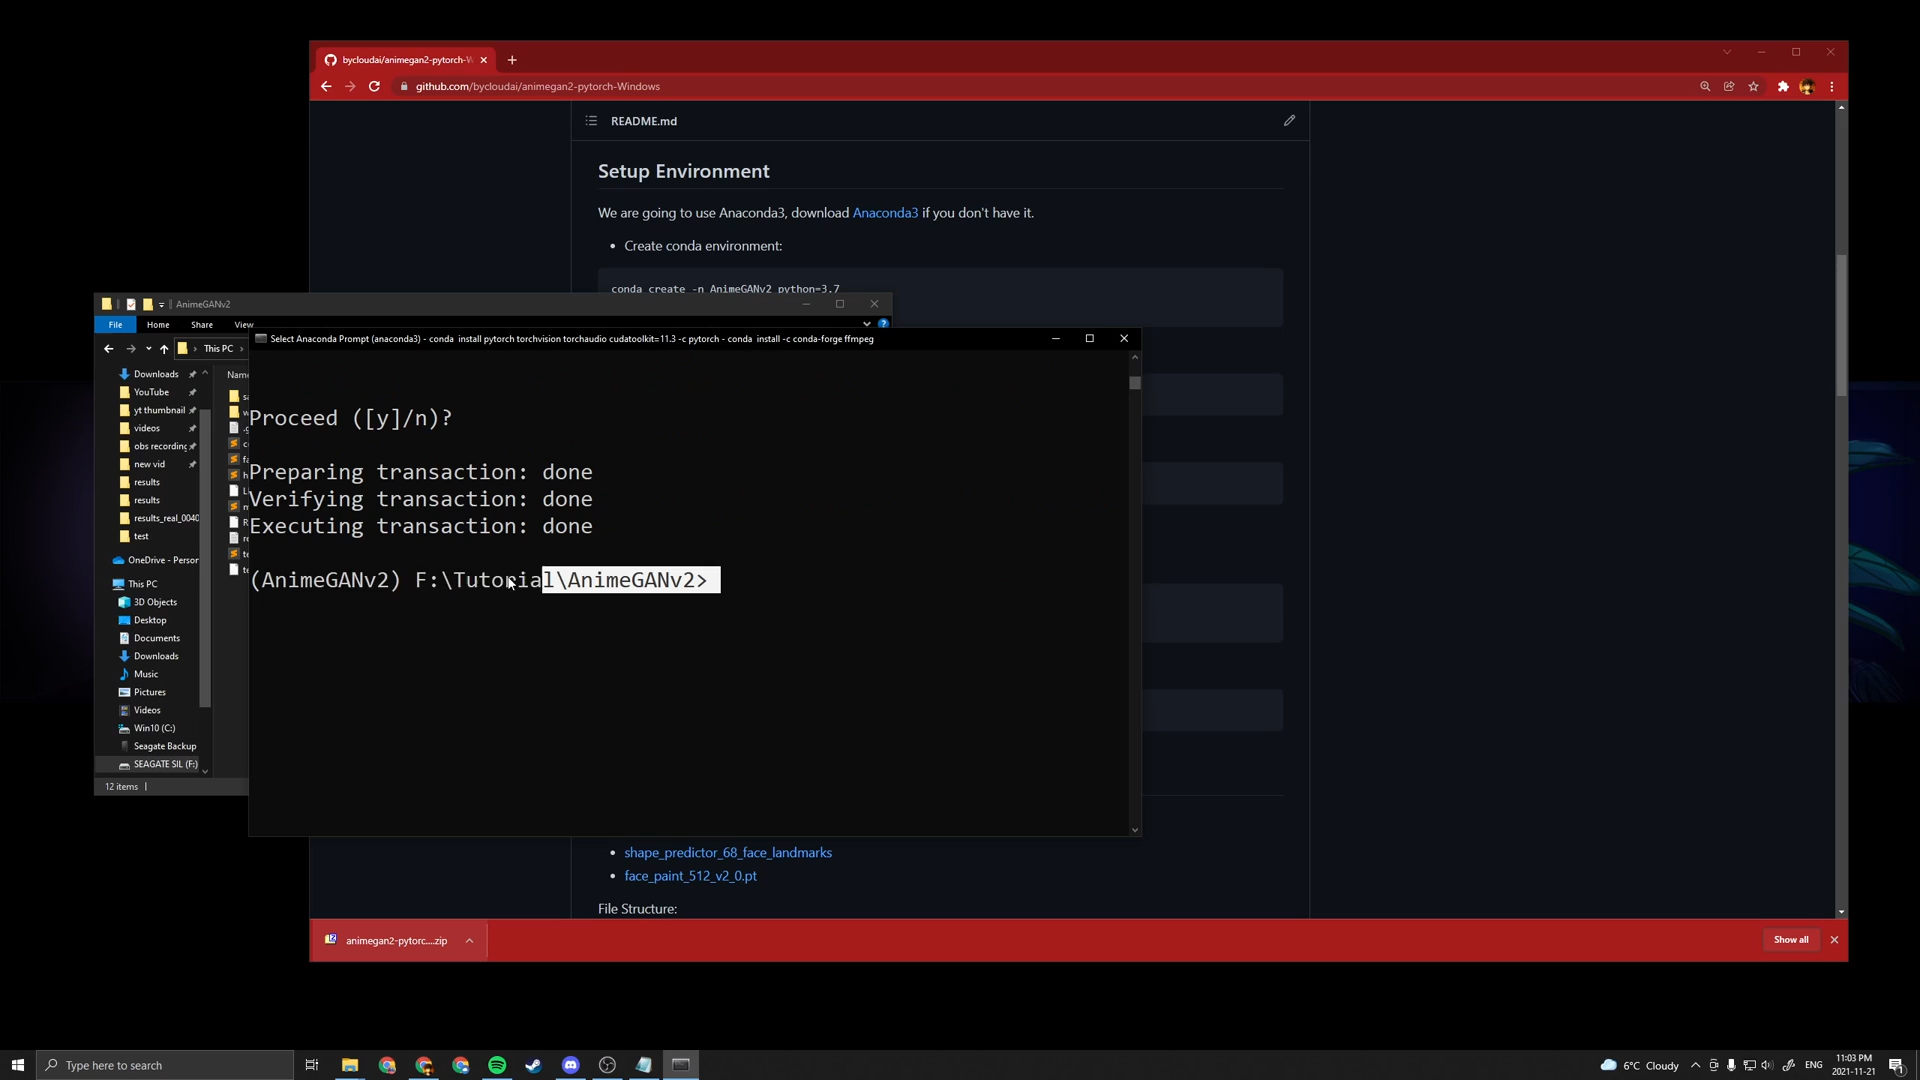 bycloudai/animegan2-pytorch-W
github.com/bycloudai/animegan2-pytorch-Windows
README.md
Setup Environment
We are going to use Anaconda3, download Anaconda3 if you don't have it.
• Create conda environment:
conda create -n AnimeGANv2 python=3.7
AnimeGANv2
File Home Share View
This PC
Select Anaconda Prompt (anaconda3) - conda install pytorch torchvision torchaudio cudatoolkit=11.3 -c pytorch - conda install -c conda-forge ffmpeg
Downloads
YouTube
yt thumbnail
videos
obs recording
new vid
results
results
results_real_0040
test
OneDrive - Person
This PC
3D Objects
Desktop
Documents
Downloads
Music
Pictures
Videos
Win10 (C:)
Seagate Backup
SEAGATE SIL (F:)
12 items
Proceed ([y]/n)?
Preparing transaction: done
Verifying transaction: done
Executing transaction: done
(AnimeGANv2) F:\Tutorial\AnimeGANv2>
• shape_predictor_68_face_landmarks
• face_paint_512_v2_0.pt
File Structure:
animegan2-pytorc....zip
Show all
Type here to search
6°C Cloudy
ENG
11:03 PM
2021-11-21